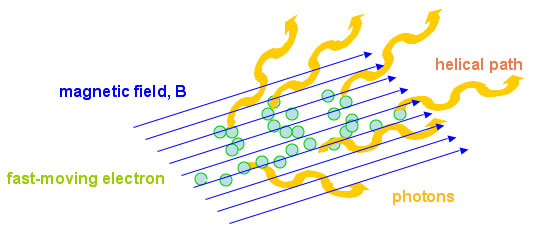 helical path
magnetic field, B
fast-moving electron
photons